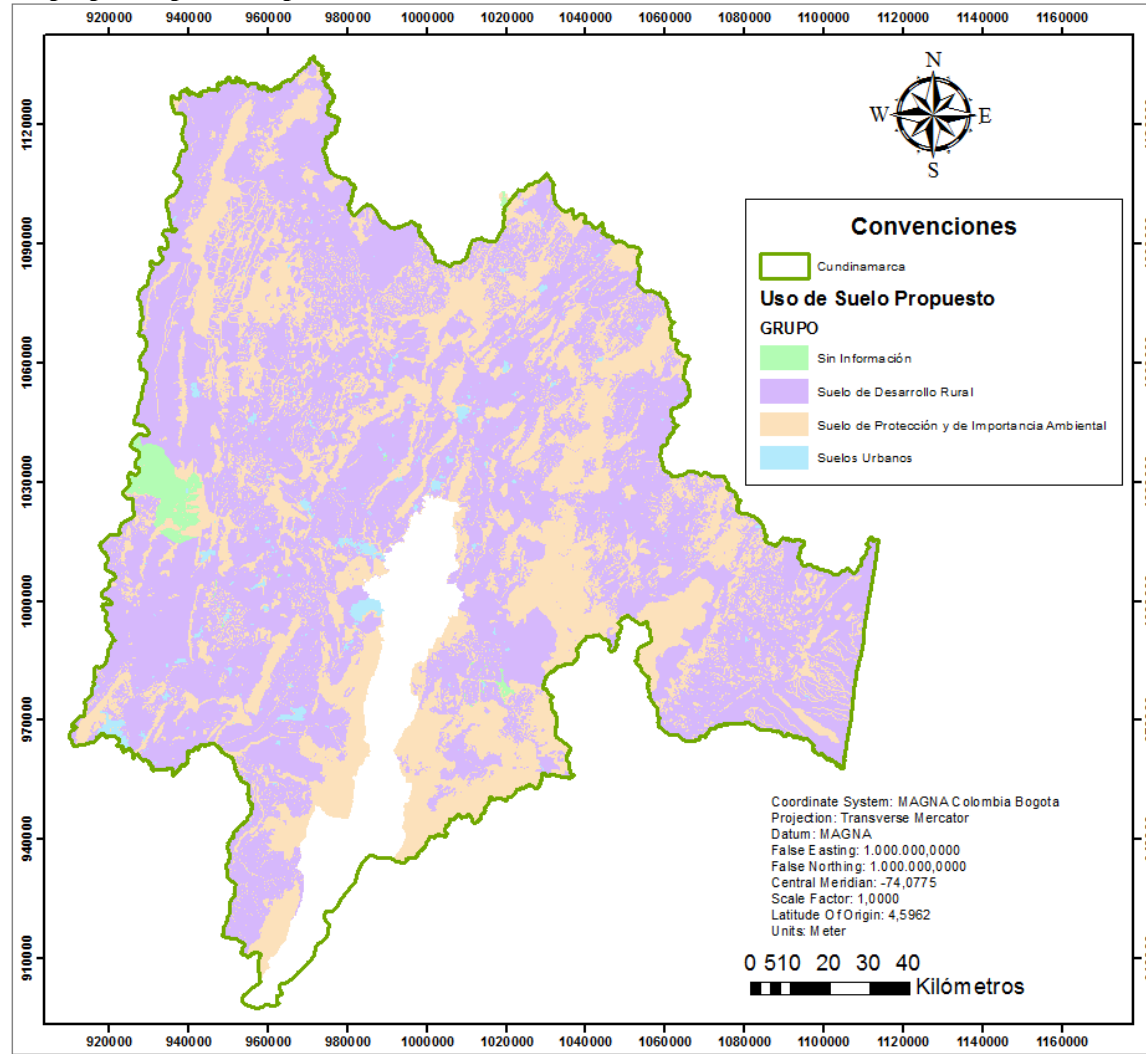 920000 940000 960000 980000 1000000 1020000 1040000 1060000 1080000 1100000 1120000 1140000 1160000
1120000
1090000
1060000
1030000
1000000
970000
940000
910000
N
W E
S
Convenciones
Cundinamarca
Uso de Suelo Propuesto
GRUPO
Sin Información
Suelo de Desarrollo Rural
Suelo de Protección y de Importancia Ambiental
Suelos Urbanos
Coordinate System: MAGNA Colombia Bogota
Projection: Transverse Mercator
Datum: MAGNA
False Easting: 1.000.000,0000
False Northing: 1.000.000,0000
Central Meridian: -74,0775
Scale Factor: 1,0000
Latitude Of Origin: 4,5962
Units: Meter
0 510 20 30 40
Kilómetros
920000 940000 960000 980000 1000000 1020000 1040000 1060000 1080000 1100000 1120000 1140000 1160000